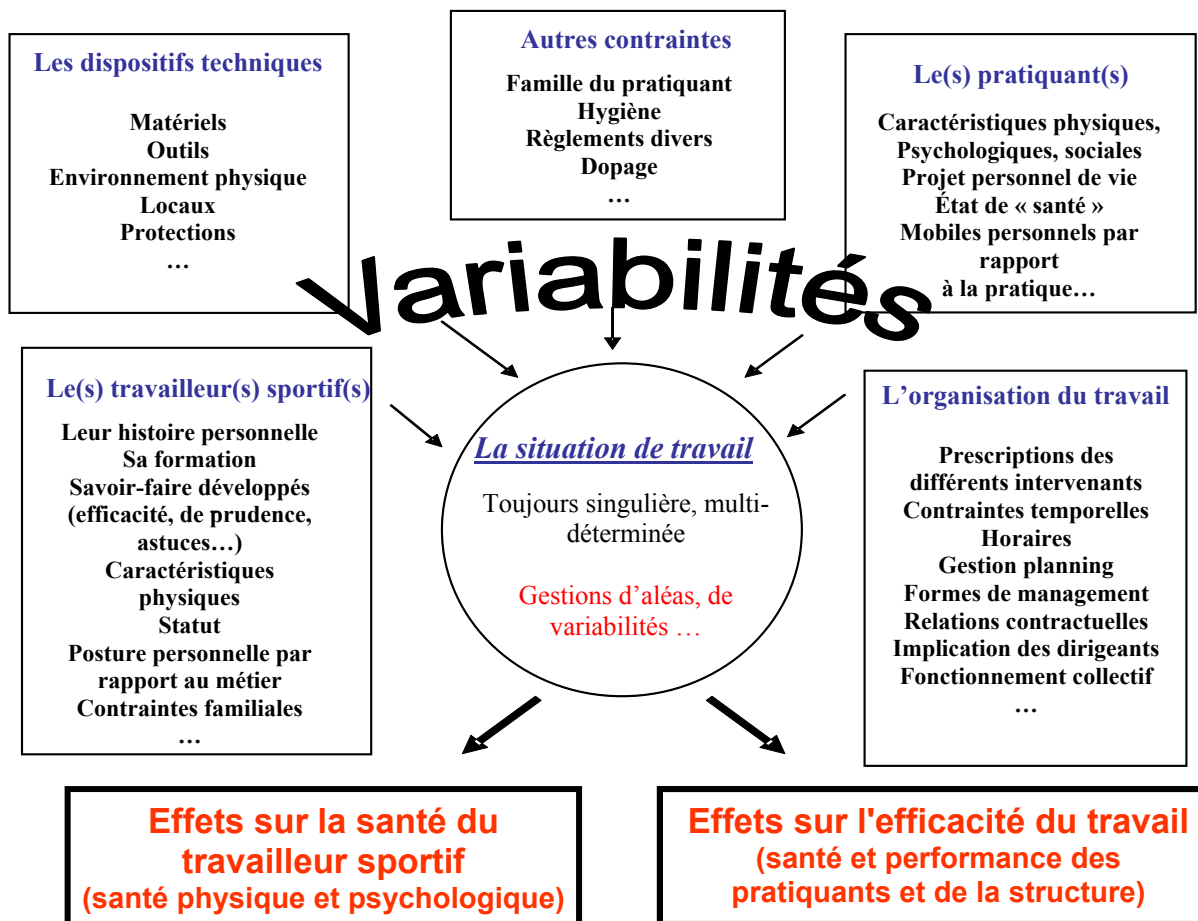 Les dispositifs techniques
Matériels
Outils
Environnement physique
Locaux
Protections
…
Autres contraintes
Famille du pratiquant
Hygiène
Règlements divers
Dopage
…
Le(s) pratiquant(s)
Caractéristiques physiques,
Psychologiques, sociales
Projet personnel de vie
État de « santé »
Mobiles personnels par
rapport
à la pratique…
Variabilités
Le(s) travailleur(s) sportif(s)
Leur histoire personnelle
Sa formation
Savoir-faire développés
(efficacité, de prudence,
astuces…)
Caractéristiques
physiques
Statut
Posture personnelle par
rapport au métier
Contraintes familiales
…
La situation de travail
Toujours singulière, multi-
déterminée
Gestions d’aléas, de
variabilités …
L’organisation du travail
Prescriptions des
différents intervenants
Contraintes temporelles
Horaires
Gestion planning
Formes de management
Relations contractuelles
Implication des dirigeants
Fonctionnement collectif
…
Effets sur la santé du
travailleur sportif
(santé physique et psychologique)
Effets sur l'efficacité du travail
(santé et performance des
pratiquants et de la structure)